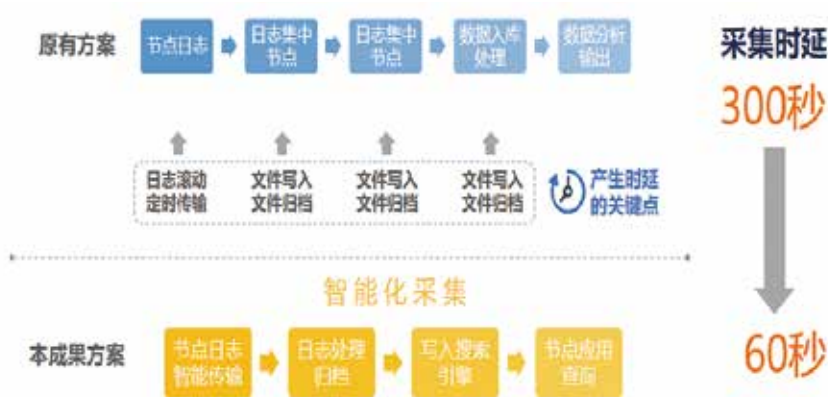 原有方案
节点日志
日志集中
节点
日志集中
节点
数据入库
处理
数据分析
输出
采集时延
300秒
日志滚动
定时传输
文件写入
文件归档
文件写入
文件归档
文件写入
文件归档
产生时延
的关键点
智能化采集
本成果方案
节点日志
智能传输
日志处理
归档
写入搜索
引擎
节点应用
查询
60秒